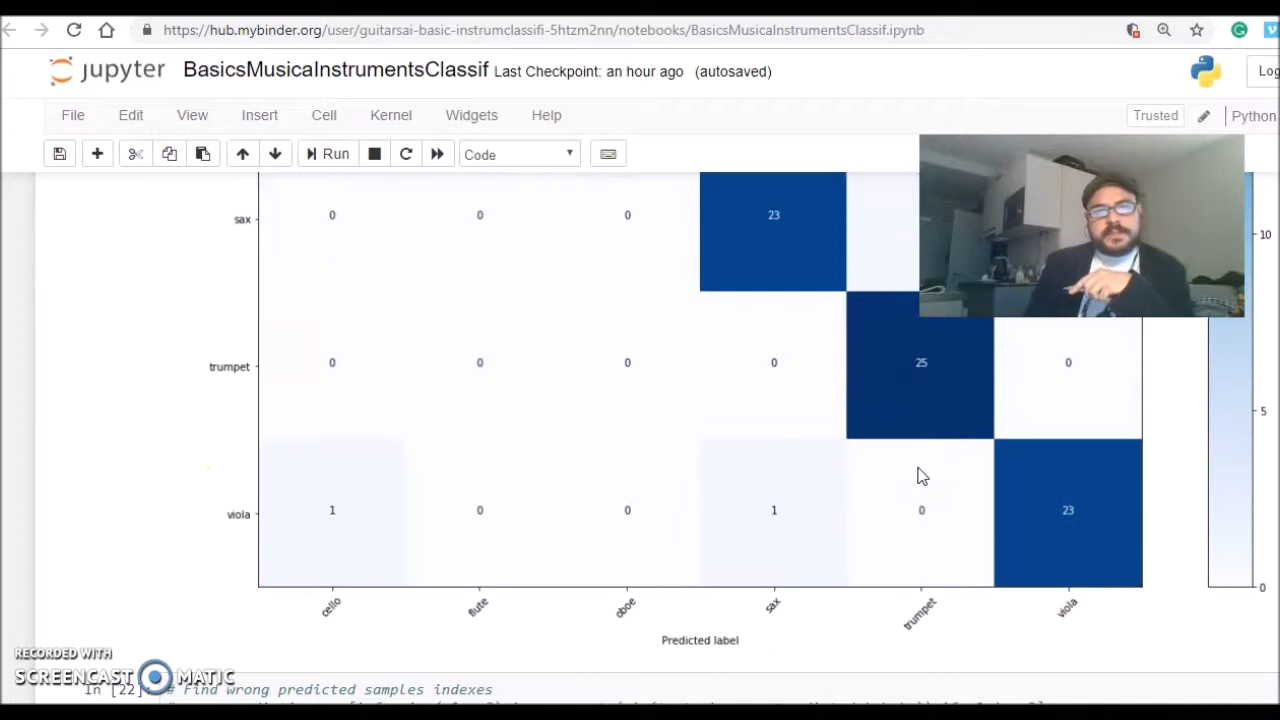 https://hub.mybinder.org/user/guitarsai-basic-instrumclassifi-5htzm2nn/notebooks/BasicsMusicalInstrumentsClassif.ipynb
jupyter BasicsMusicalInstrumentsClassif Last Checkpoint: an hour ago (autosaved)
Log
File Edit View Insert Cell Kernel Widgets Help
Trusted
Python
Run
Code
sax 0 0 0 23
10
trumpet 0 0 0 0 25 0
5
viola 1 0 0 1 0 23
0
cello flute oboe sax trumpet viola
Predicted label
RECORDED WITH
SCREENCAST MATIC
In [22]: # Find wrong predicted samples indexes